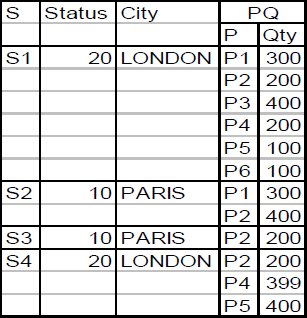 S Status City PQ
P Qty
S1 20 LONDON P1 300
P2 200
P3 400
P4 200
P5 100
P6 100
S2 10 PARIS P1 300
P2 400
S3 10 PARIS P2 200
S4 20 LONDON P2 200
P4 399
P5 400